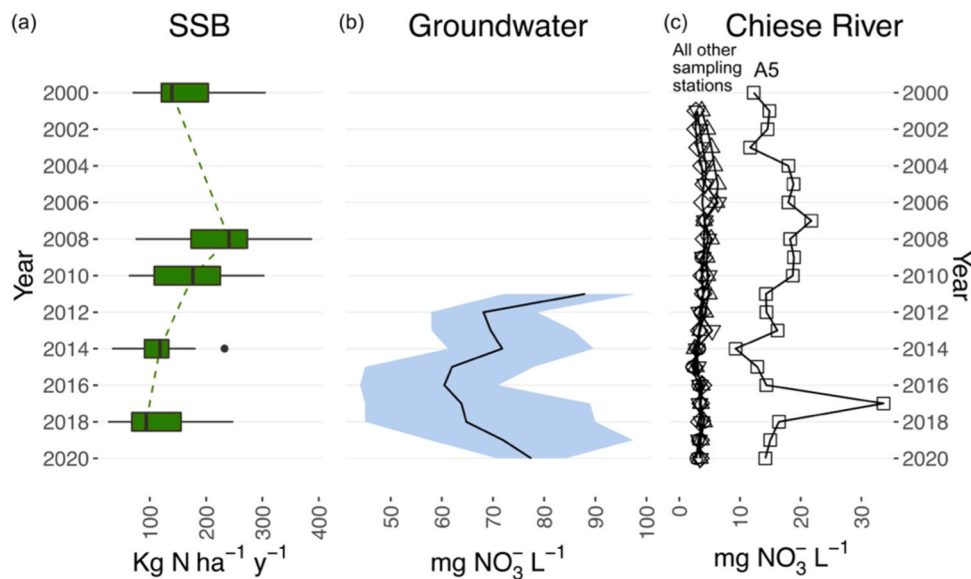 (a) SSB (b) Groundwater (c) Chiese River
All other
sampling
stations
A5
2000 2000
2002 2002
2004 2004
2006 2006
2008 2008
2010 2010
2012 2012
2014 2014
2016 2016
2018 2018
2020 2020
Year
Year
100 200 300 400 50 60 70 80 90 100 0 10 20 30
Kg N ha⁻¹ y⁻¹ mg NO₃⁻ L⁻¹ mg NO₃⁻ L⁻¹